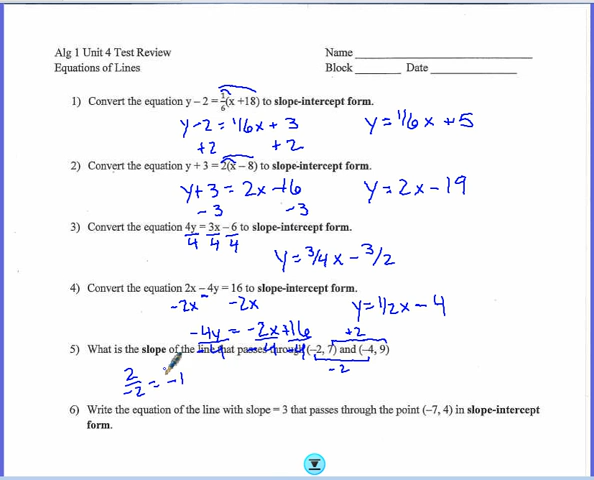 Alg 1 Unit 4 Test Review Name
Equations of Lines Block Date
1) Convert the equation y – 2 = 1/6(x +18) to slope-intercept form.
y-2 = 1/6x + 3 y = 1/6x + 5
+2 +2
2) Convert the equation y + 3 = 2(x – 8) to slope-intercept form.
y+3 = 2x -16 y = 2x - 19
-3 -3
3) Convert the equation 4y = 3x – 6 to slope-intercept form.
4 4 4
y = 3/4x - 3/2
4) Convert the equation 2x – 4y = 16 to slope-intercept form.
-2x -2x y = 1/2x - 4
-4y = -2x+16 +2
5) What is the slope of the line that passes through (–2, 7) and (–4, 9)
-4 -4 -4
-2
2/-2 = -1
6) Write the equation of the line with slope = 3 that passes through the point (–7, 4) in slope-intercept
form.